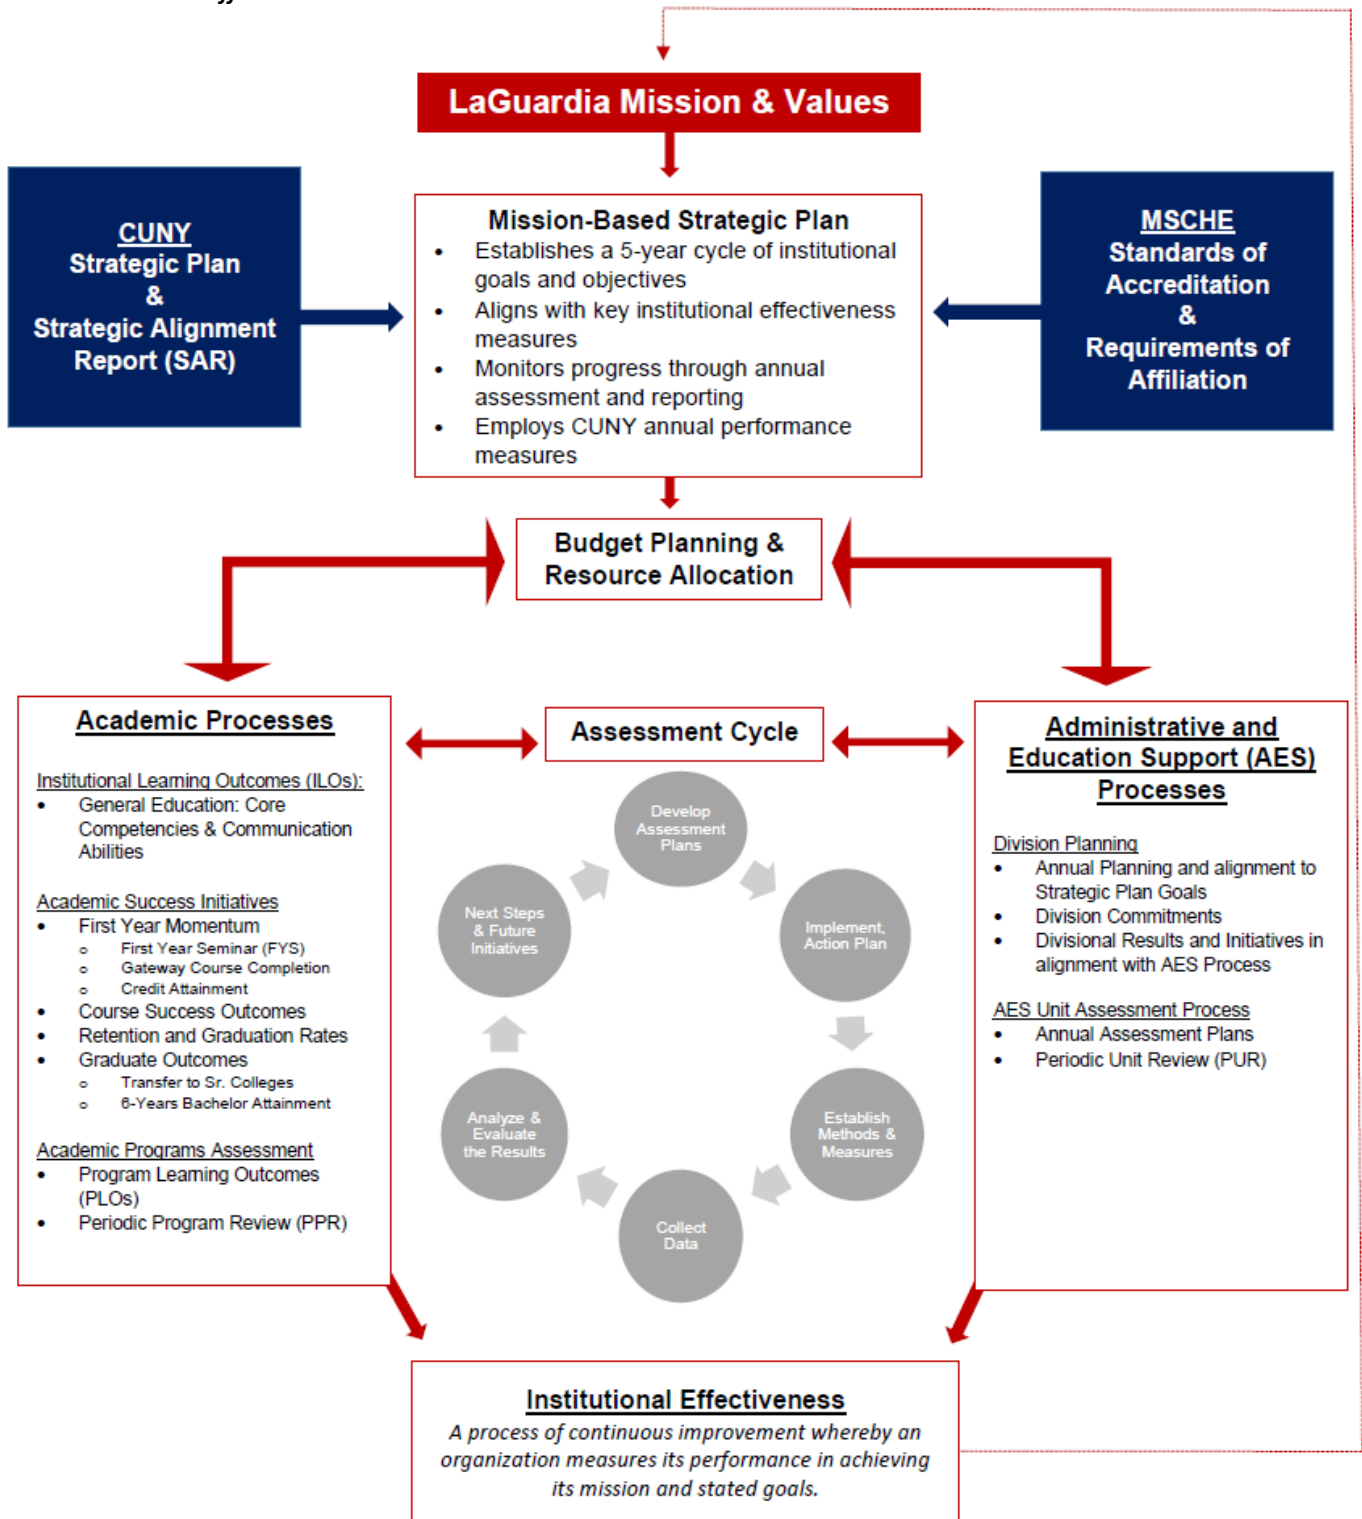 LaGuardia Mission & Values
CUNY
Strategic Plan
&
Strategic Alignment
Report (SAR)
Mission-Based Strategic Plan
• Establishes a 5-year cycle of institutional
goals and objectives
• Aligns with key institutional effectiveness
measures
• Monitors progress through annual
assessment and reporting
• Employs CUNY annual performance
measures
MSCHE
Standards of
Accreditation
&
Requirements of
Affiliation
Budget Planning &
Resource Allocation
Academic Processes
Institutional Learning Outcomes (ILOs):
• General Education: Core
Competencies & Communication
Abilities
Academic Success Initiatives
• First Year Momentum
o First Year Seminar (FYS)
o Gateway Course Completion
o Credit Attainment
• Course Success Outcomes
• Retention and Graduation Rates
• Graduate Outcomes
o Transfer to Sr. Colleges
o 6-Years Bachelor Attainment
Academic Programs Assessment
• Program Learning Outcomes
(PLOs)
• Periodic Program Review (PPR)
Assessment Cycle
Develop
Assessment
Plans
Implement,
Action Plan
Establish
Methods &
Measures
Collect
Data
Analyze &
Evaluate
the Results
Next Steps
& Future
Initiatives
Administrative and
Education Support (AES)
Processes
Division Planning
• Annual Planning and alignment to
Strategic Plan Goals
• Division Commitments
• Divisional Results and Initiatives in
alignment with AES Process
AES Unit Assessment Process
• Annual Assessment Plans
• Periodic Unit Review (PUR)
Institutional Effectiveness
A process of continuous improvement whereby an
organization measures its performance in achieving
its mission and stated goals.